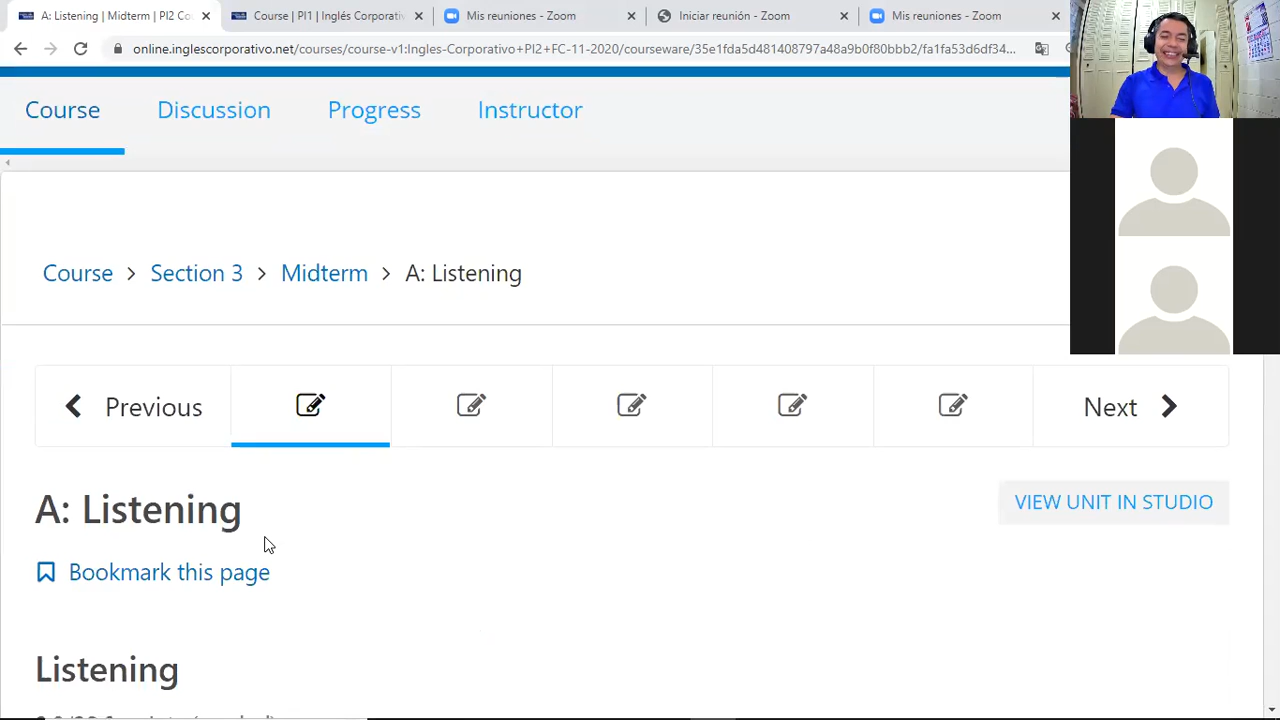 A: Listening | Midterm | PI2 Co
Course | PI1 | Inglés Corporat
Mis reuniones - Zoom
Iniciar reunión - Zoom
Mis reuniones - Zoom
online.inglescorporativo.net/courses/course-v1:Ingles-Corporativo+PI2+FC-11-2020/courseware/35e1fda5d481408797a48a9b0f80bbb2/fa1fa53d6df34...
Course
Discussion
Progress
Instructor
Course > Section 3 > Midterm > A: Listening
Previous
Next
A: Listening
VIEW UNIT IN STUDIO
Bookmark this page
Listening